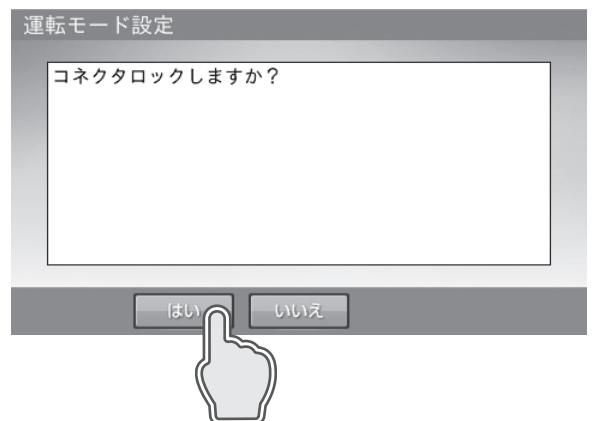 運転モード設定
コネクタロックしますか？
はい
いいえ